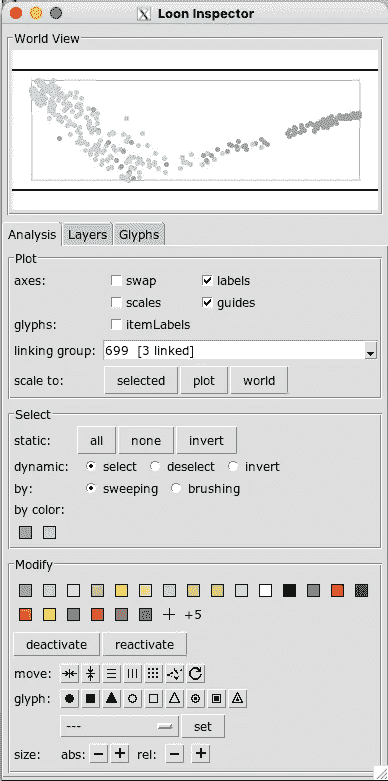 Loon Inspector
World View
Analysis Layers Glyphs
Plot
axes: swap labels
scales guides
glyphs: itemLabels
linking group: 699 [3 linked]
scale to: selected plot world
Select
static: all none invert
dynamic: select deselect invert
by: sweeping brushing
by color:
Modify
+5
deactivate reactivate
move:
glyph:
--- set
size: abs: − + rel: − +